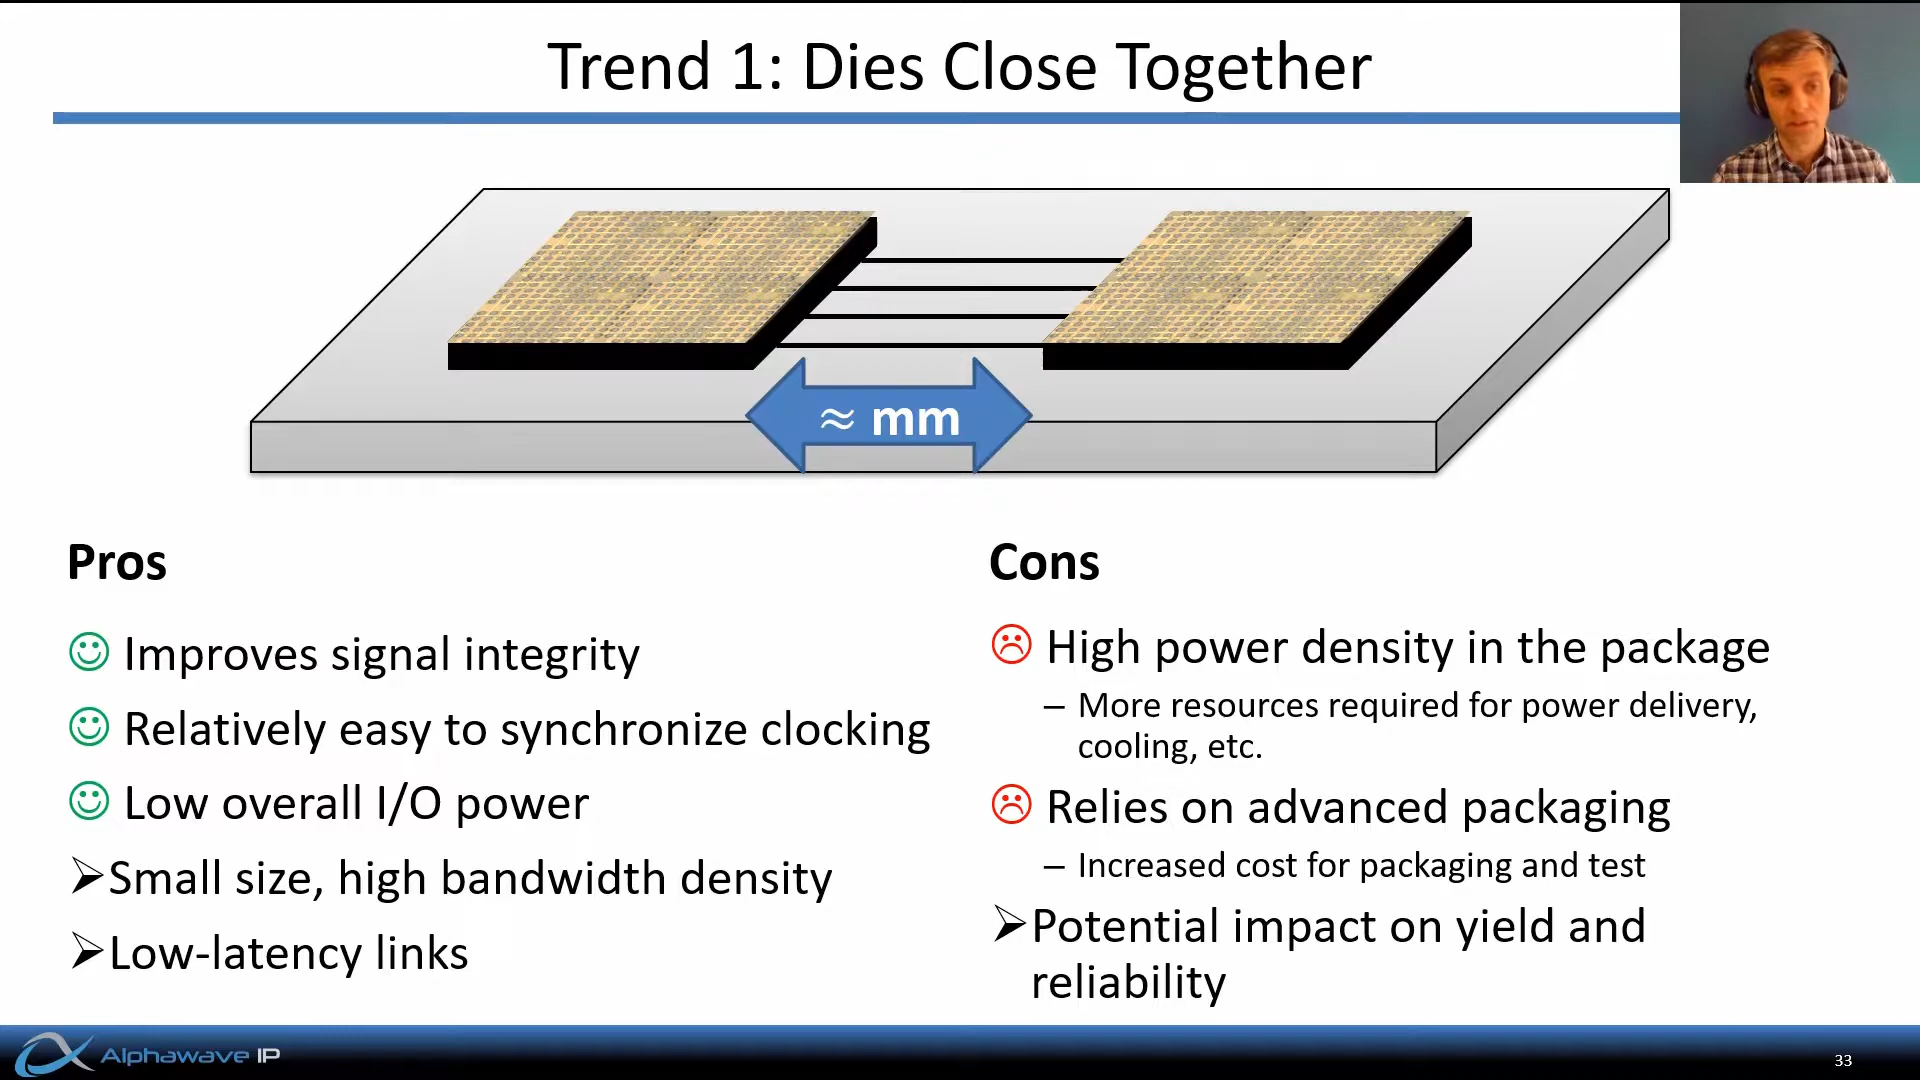 Trend 1: Dies Close Together
≈ mm
Pros
Improves signal integrity
Relatively easy to synchronize clocking
Low overall I/O power
➢Small size, high bandwidth density
➢Low-latency links
Cons
High power density in the package
– More resources required for power delivery,
cooling, etc.
Relies on advanced packaging
– Increased cost for packaging and test
➢Potential impact on yield and
reliability
Alphawave IP
33